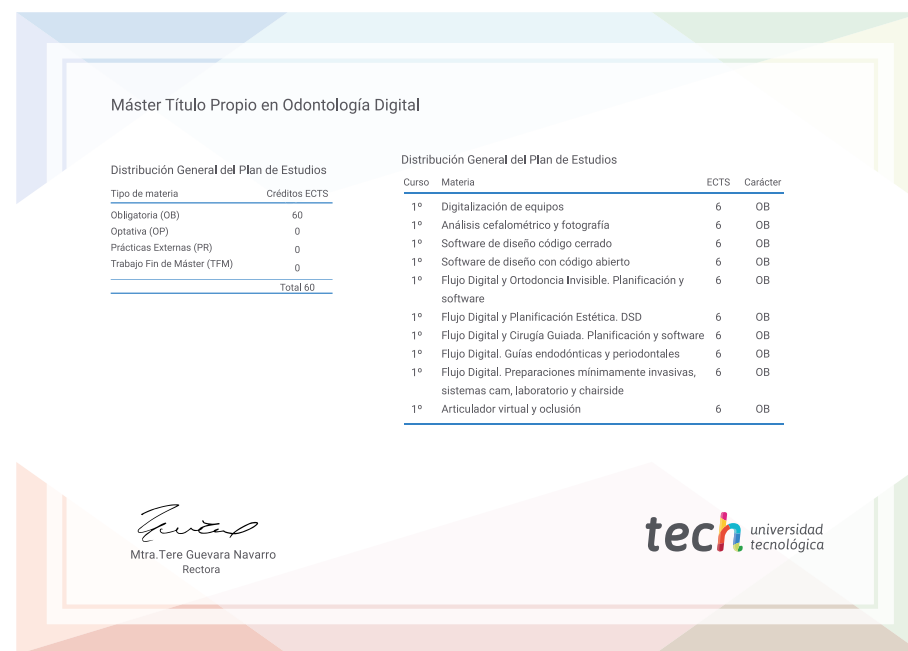 Máster Título Propio en Odontología Digital
Distribución General del Plan de Estudios
Tipo de materia Créditos ECTS
Obligatoria (OB) 60
Optativa (OP) 0
Prácticas Externas (PR) 0
Trabajo Fin de Máster (TFM) 0
Total 60
Distribución General del Plan de Estudios
Curso Materia ECTS Carácter
1º Digitalización de equipos 6 OB
1º Análisis cefalométrico y fotografía 6 OB
1º Software de diseño código cerrado 6 OB
1º Software de diseño con código abierto 6 OB
1º Flujo Digital y Ortodoncia Invisible. Planificación y 6 OB
software
1º Flujo Digital y Planificación Estética. DSD 6 OB
1º Flujo Digital y Cirugía Guiada. Planificación y software 6 OB
1º Flujo Digital. Guías endodónticas y periodontales 6 OB
1º Flujo Digital. Preparaciones mínimamente invasivas, 6 OB
sistemas cam, laboratorio y chairside
1º Articulador virtual y oclusión 6 OB
Mtra.Tere Guevara Navarro
Rectora
tech universidad
tecnológica